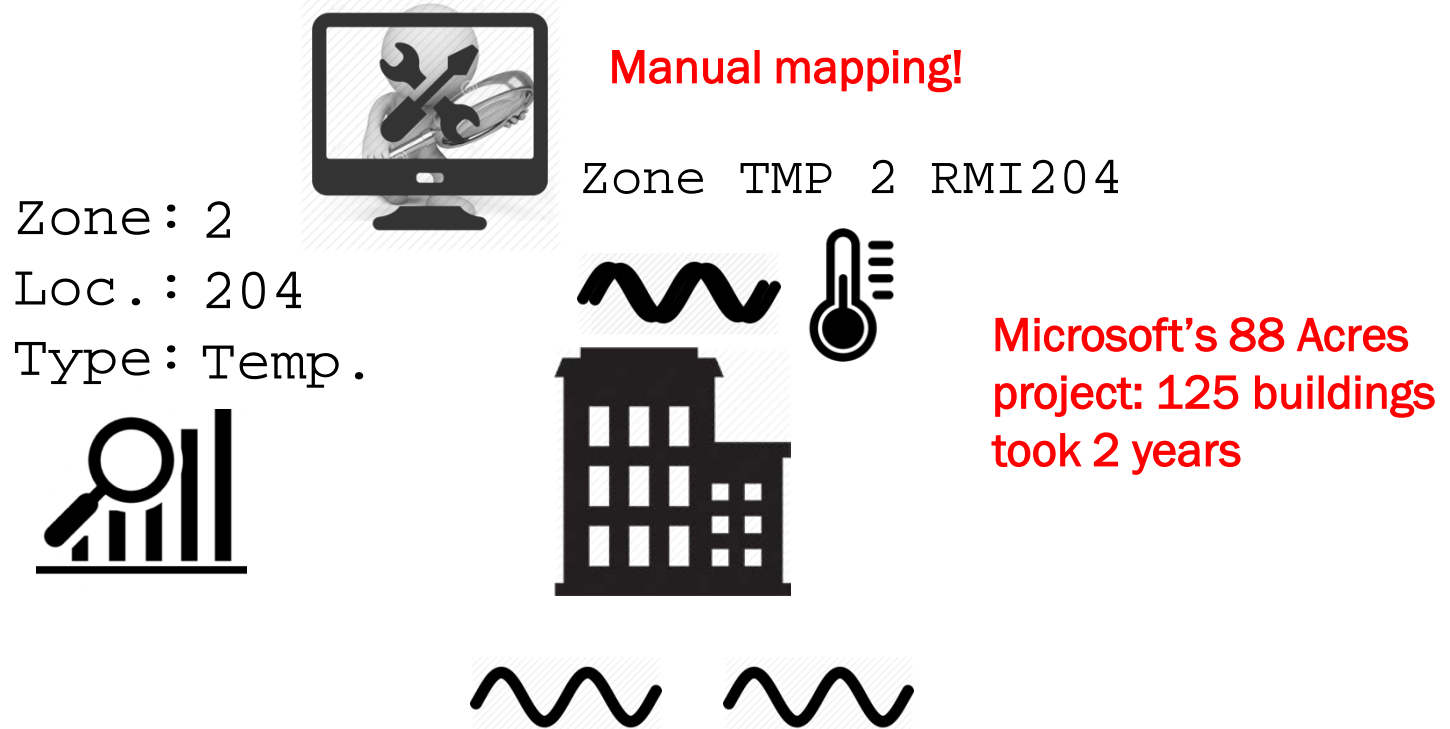 Manual mapping!
Zone TMP 2 RMI204
Zone: 2
Loc.: 204
Type: Temp.
Microsoft’s 88 Acres
project: 125 buildings
took 2 years